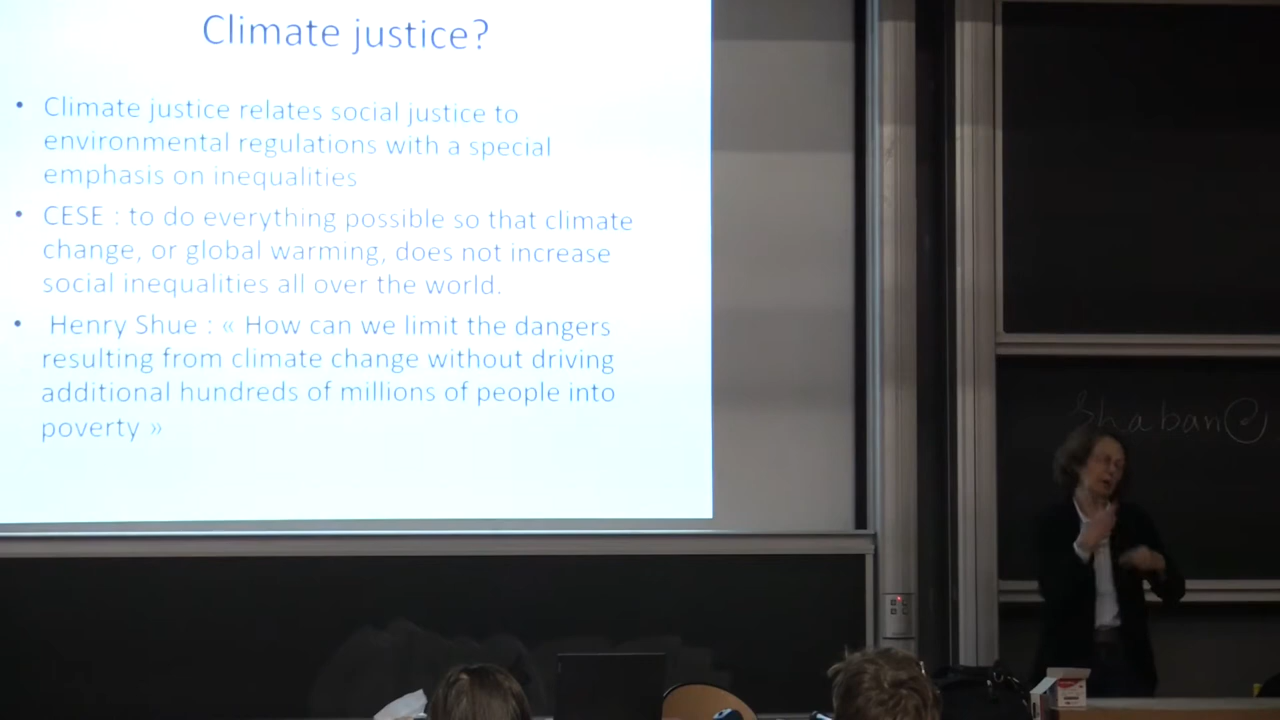 Climate justice?
• Climate justice relates social justice to
environmental regulations with a special
emphasis on inequalities
• CESE : to do everything possible so that climate
change, or global warming, does not increase
social inequalities all over the world.
• Henry Shue : « How can we limit the dangers
resulting from climate change without driving
additional hundreds of millions of people into
poverty »
Shaban@